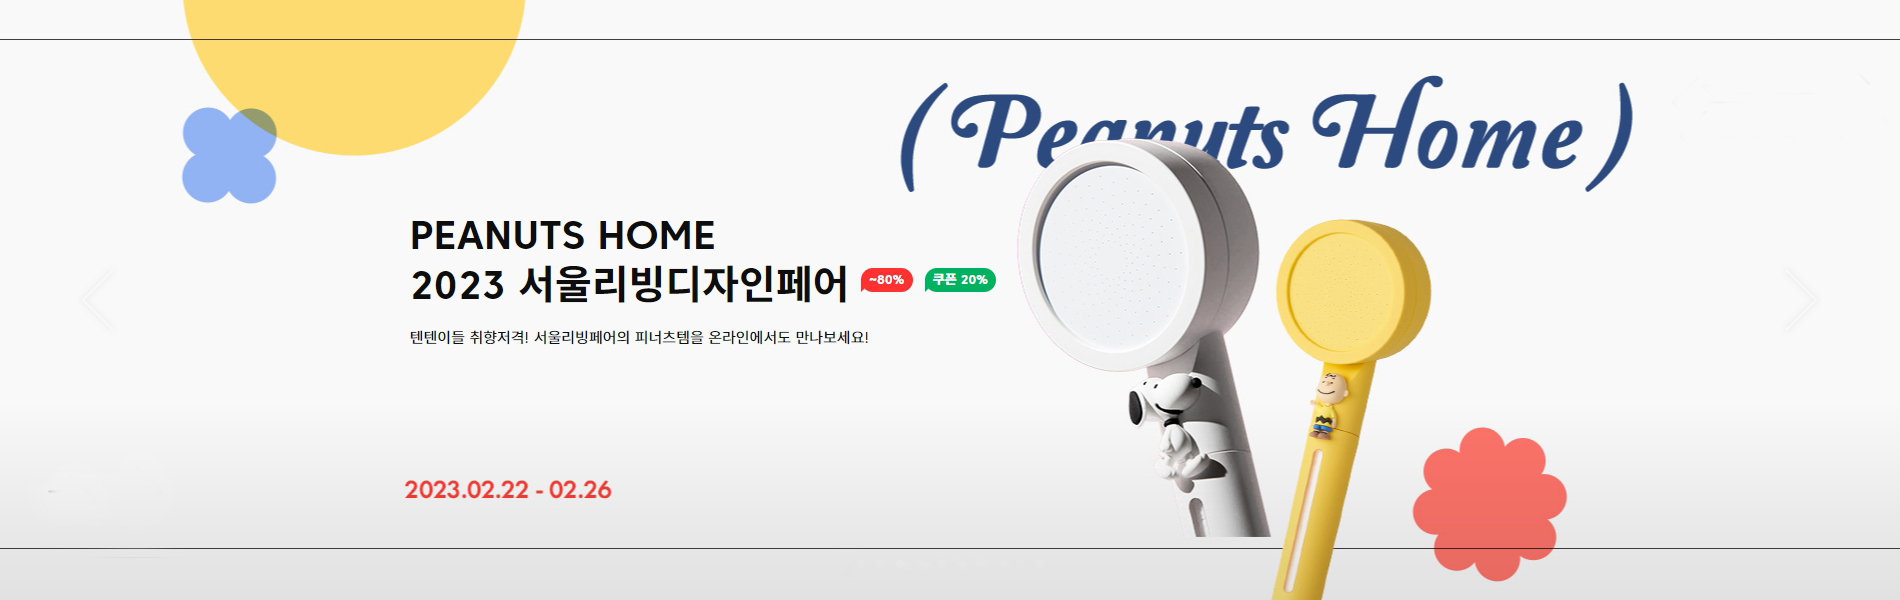 ( Peanuts Home )
PEANUTS HOME
2023 서울리빙디자인페어 ~80% 쿠폰 20%
텐텐이들 취향저격! 서울리빙페어의 피너츠템을 온라인에서도 만나보세요!
2023.02.22 - 02.26